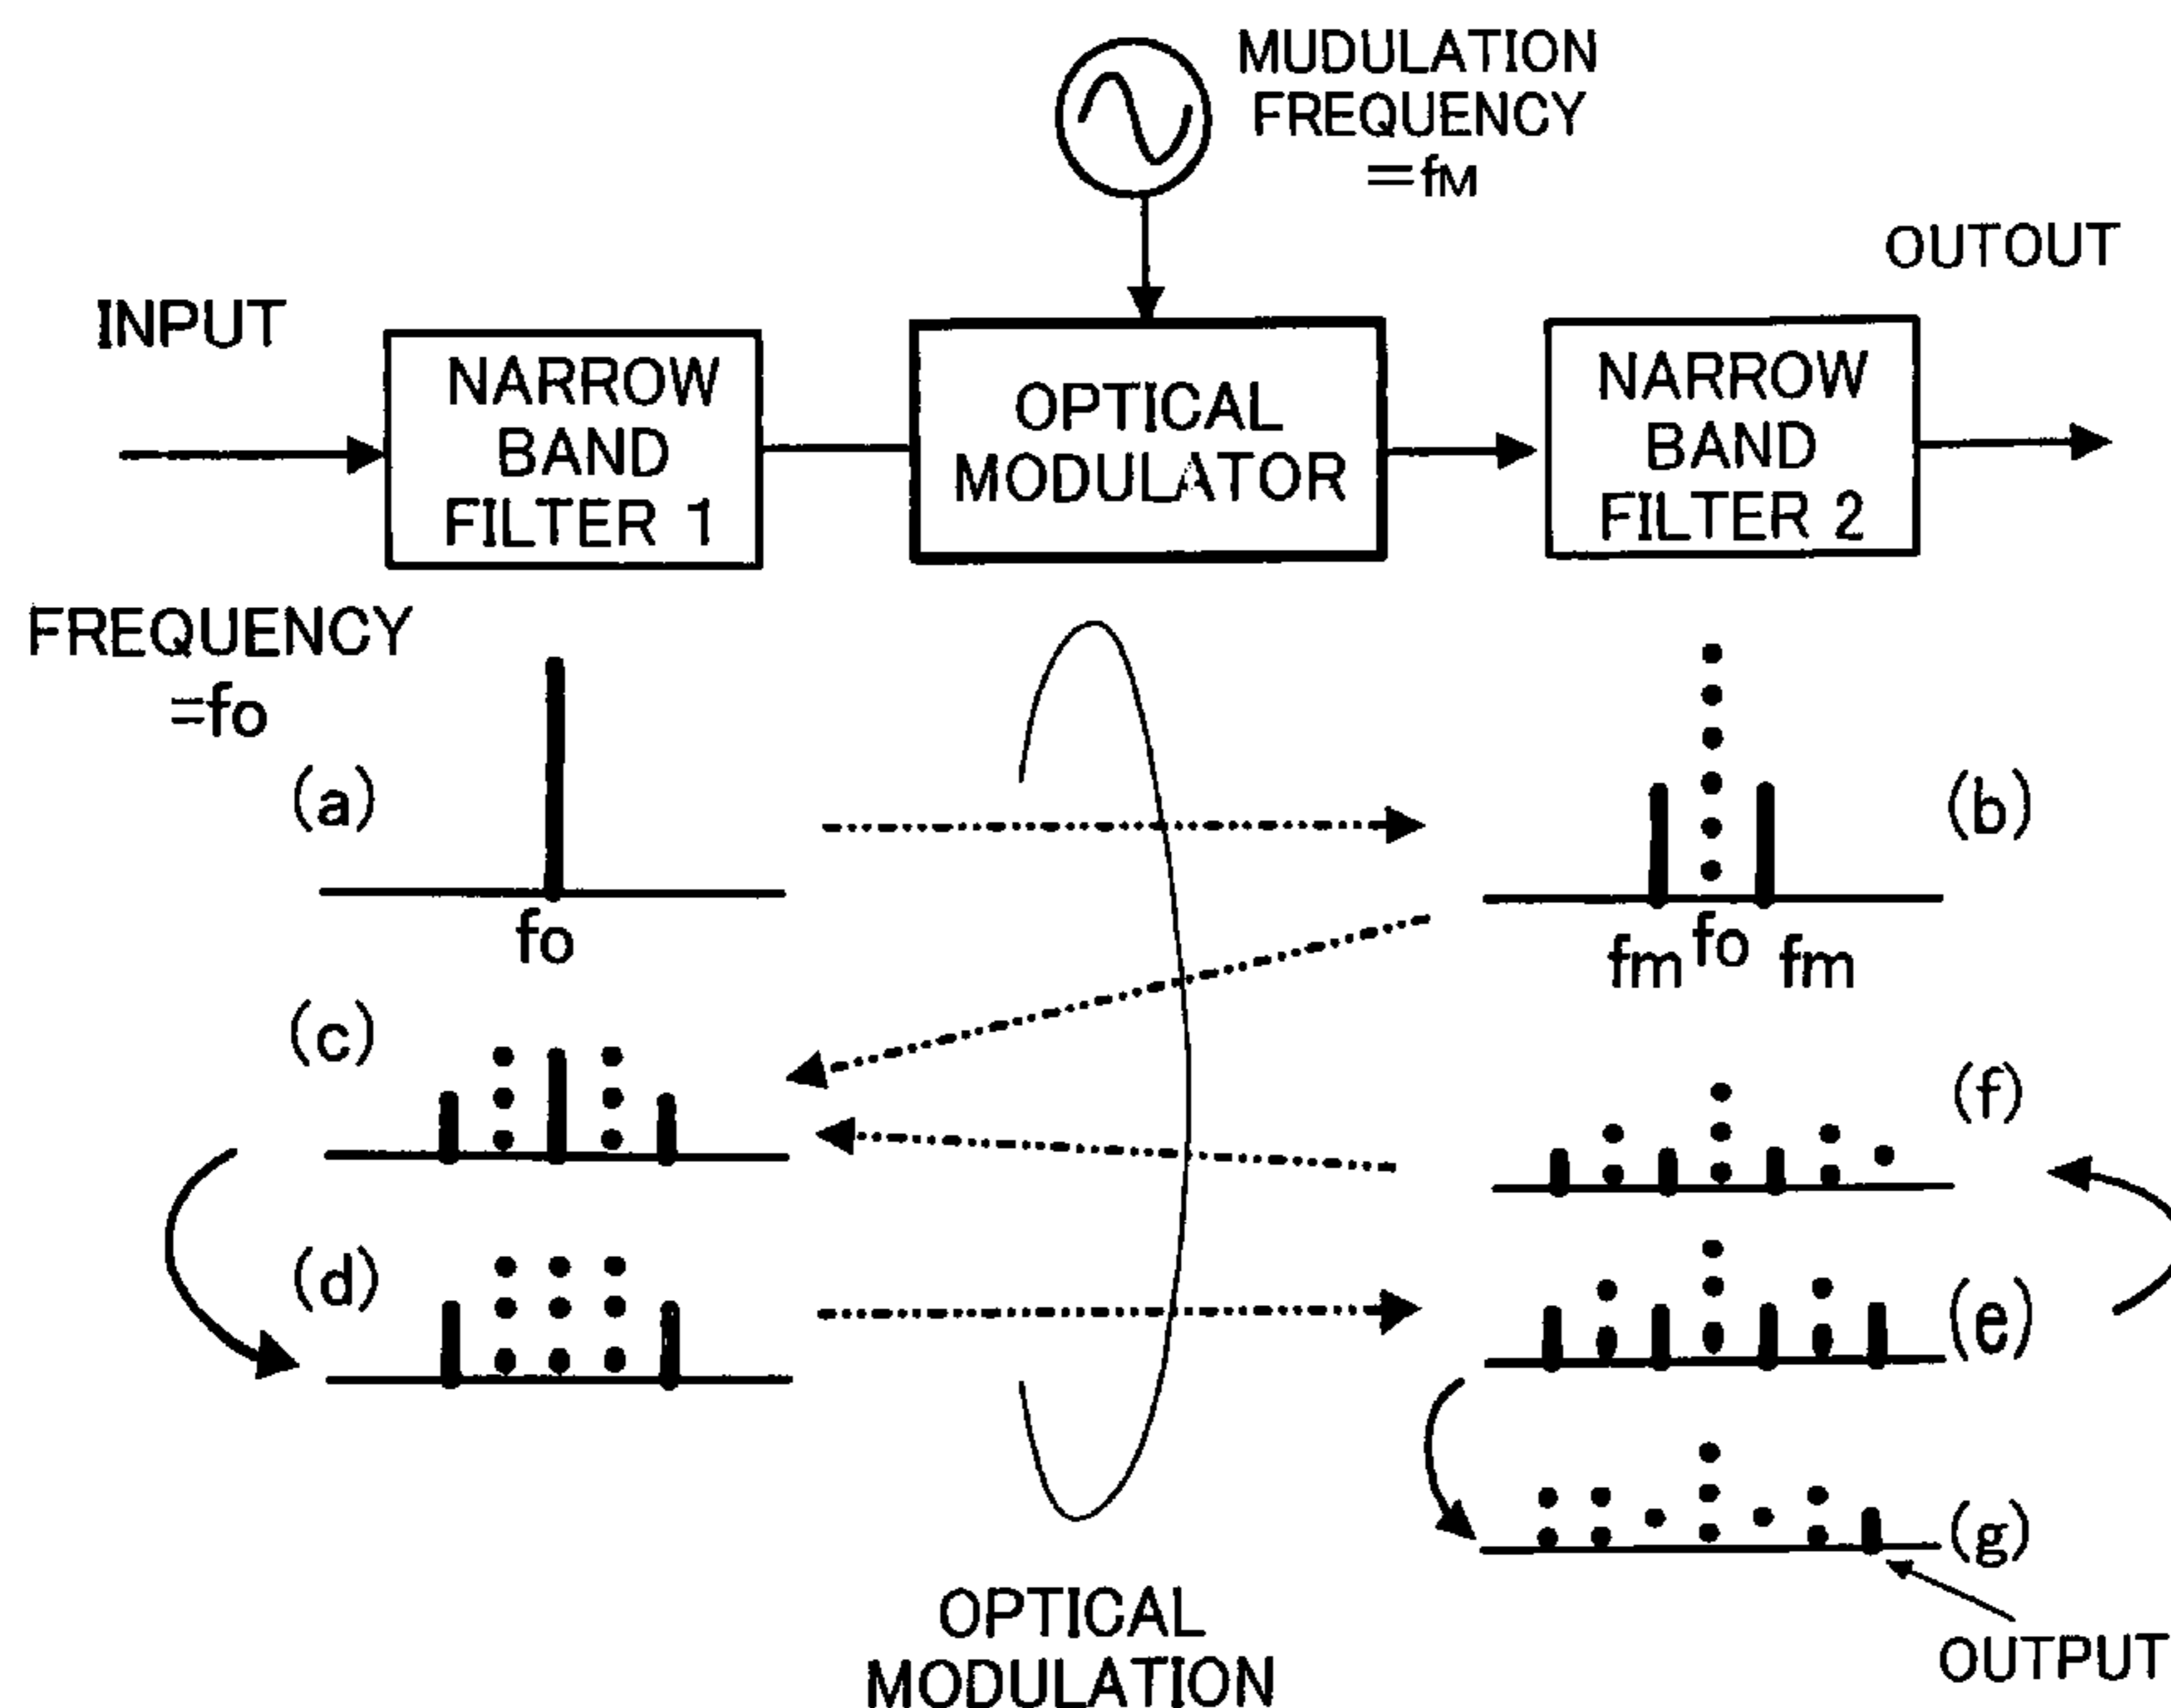 MUDULATION
FREQUENCY
=fM
OUTOUT
INPUT
NARROW
BAND
FILTER 1
OPTICAL
MODULATOR
NARROW
BAND
FILTER 2
FREQUENCY
=fo
(a)
fo
(b)
fm fo fm
(c)
(f)
(d)
(e)
(g)
OPTICAL
MODULATION
OUTPUT